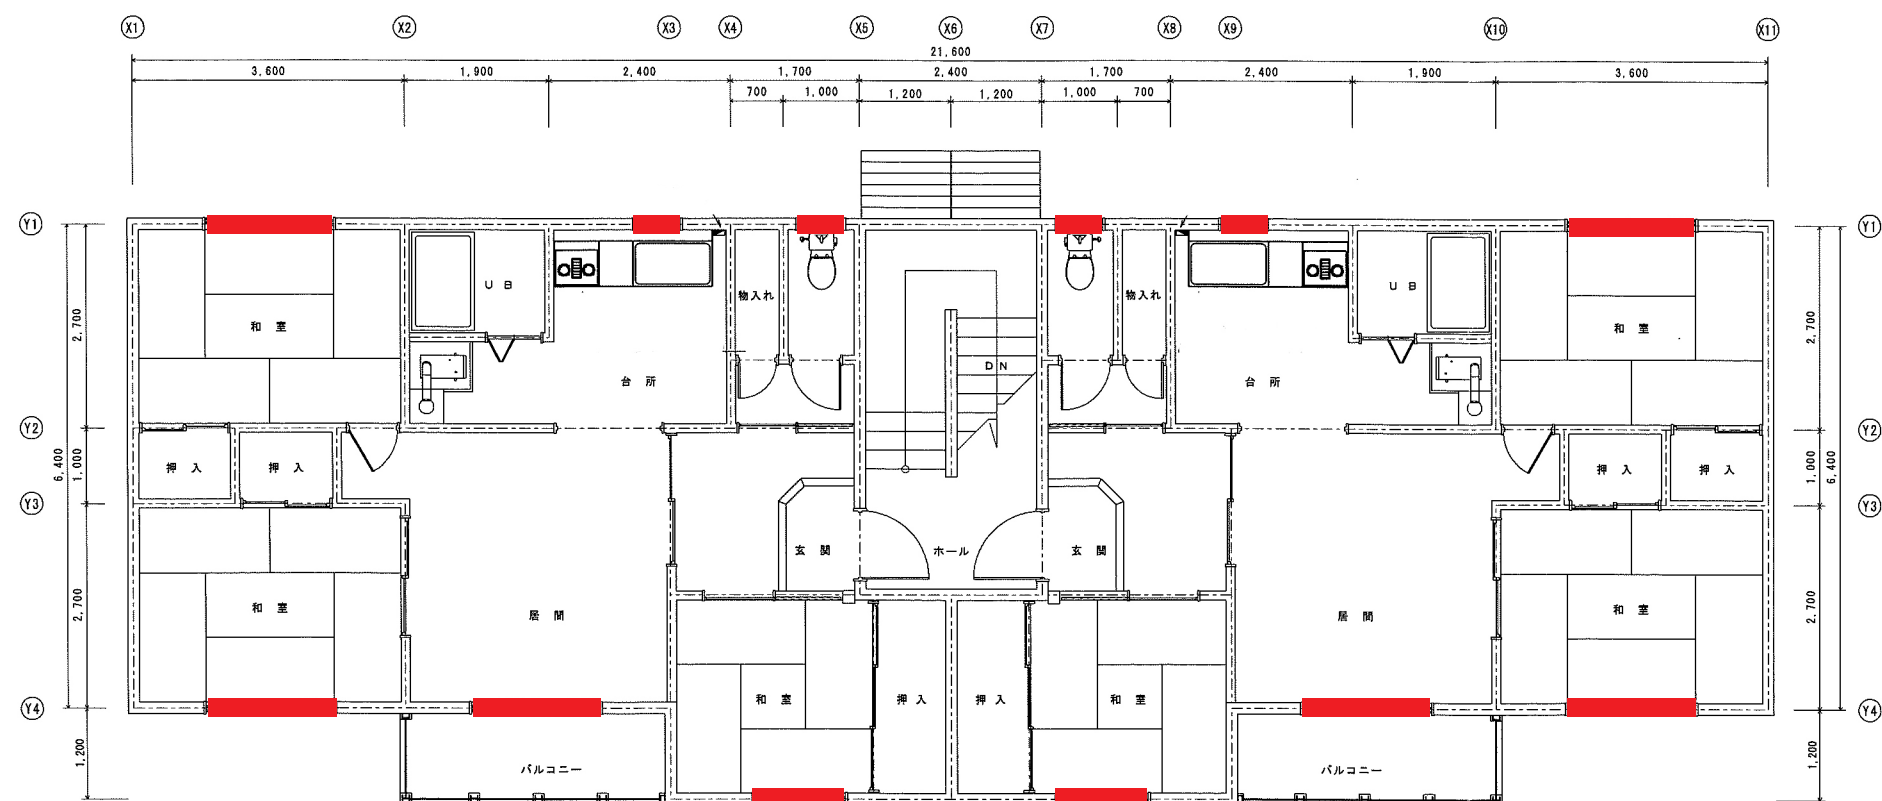 X1 X2 X3 X4 X5 X6 X7 X8 X9 X10 X11
21,600
3,600 1,900 2,400 1,700 2,400 1,700 2,400 1,900 3,600
700 1,000 1,200 1,200 1,000 700
Y1 Y1
UB 物入れ 物入れ UB
2,700 和室 和室 2,700
DN
台所 台所
Y2 Y2
6,400 1,000 押入 押入 押入 押入 1,000 6,400
Y3 Y3
玄関 ホール 玄関
2,700 和室 居間 居間 和室 2,700
和室 押入 押入 和室
Y4 Y4
1,200 バルコニー バルコニー 1,200